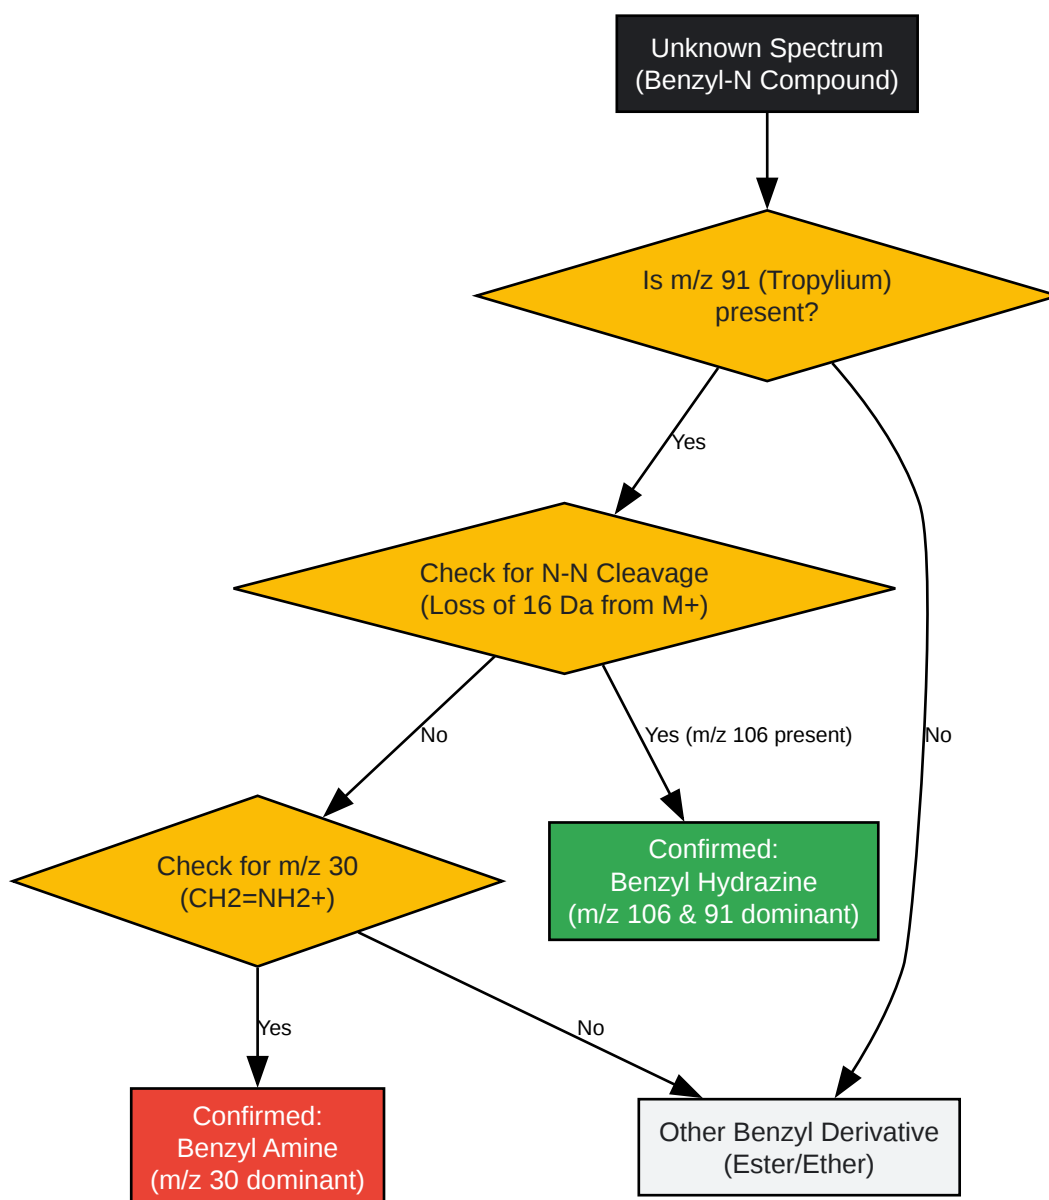 Unknown Spectrum
(Benzyl-N Compound)
Is m/z 91 (Tropylium)
present?
Yes
Check for N-N Cleavage
(Loss of 16 Da from M+)
No
Yes (m/z 106 present)
No
Check for m/z 30
(CH2=NH2+)
Confirmed:
Benzyl Hydrazine
(m/z 106 & 91 dominant)
Yes
No
Confirmed:
Benzyl Amine
(m/z 30 dominant)
Other Benzyl Derivative
(Ester/Ether)